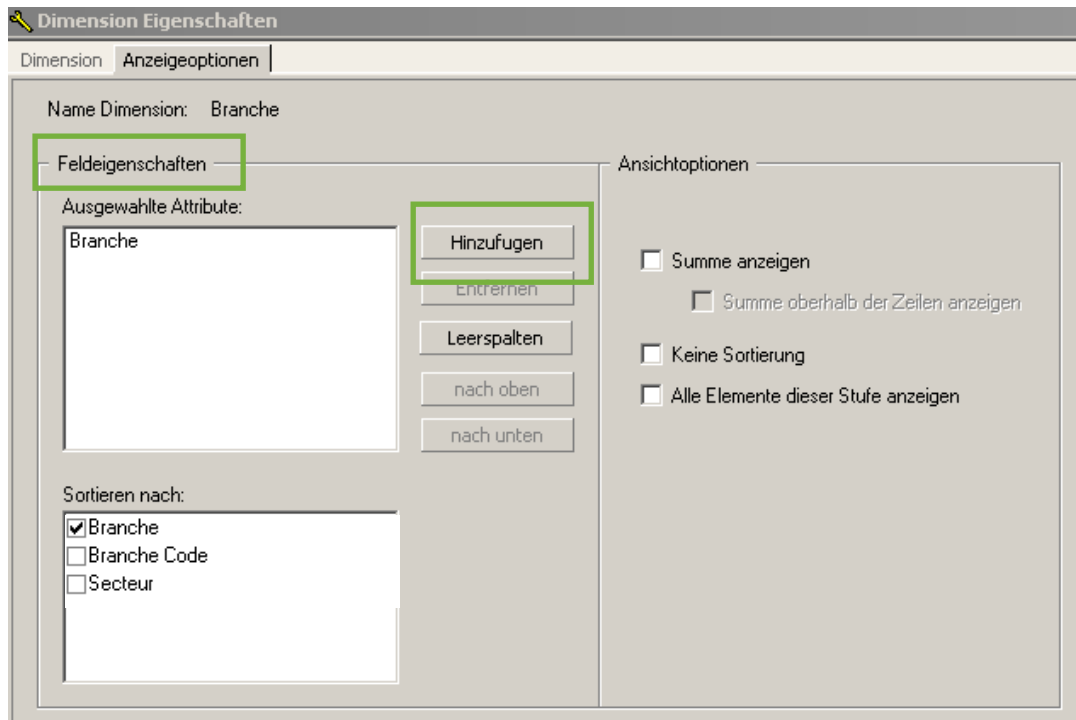 Dimension Eigenschaften
Dimension Anzeigeoptionen
Name Dimension: Branche
Feldeigenschaften
Ausgewahlte Attribute:
Branche
Hinzufugen
Entfernen
Leerspalten
nach oben
nach unten
Sortieren nach:
Branche
Branche Code
Secteur
Ansichtoptionen
Summe anzeigen
Summe oberhalb der Zeilen anzeigen
Keine Sortierung
Alle Elemente dieser Stufe anzeigen